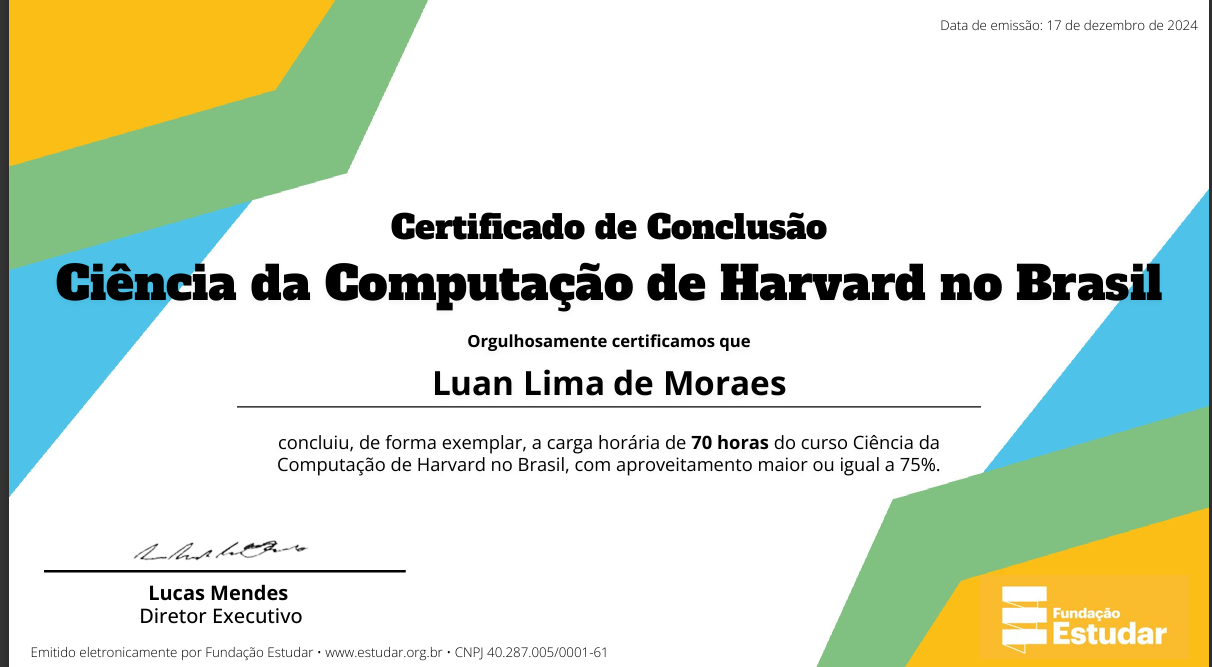 Data de emissão: 17 de dezembro de 2024
Certificado de Conclusão
Ciência da Computação de Harvard no Brasil
Orgulhosamente certificamos que
Luan Lima de Moraes
concluiu, de forma exemplar, a carga horária de 70 horas do curso Ciência da
Computação de Harvard no Brasil, com aproveitamento maior ou igual a 75%.
Lucas Mendes
Diretor Executivo
Emitido eletronicamente por Fundação Estudar • www.estudar.org.br • CNPJ 40.287.005/0001-61
Fundação
Estudar